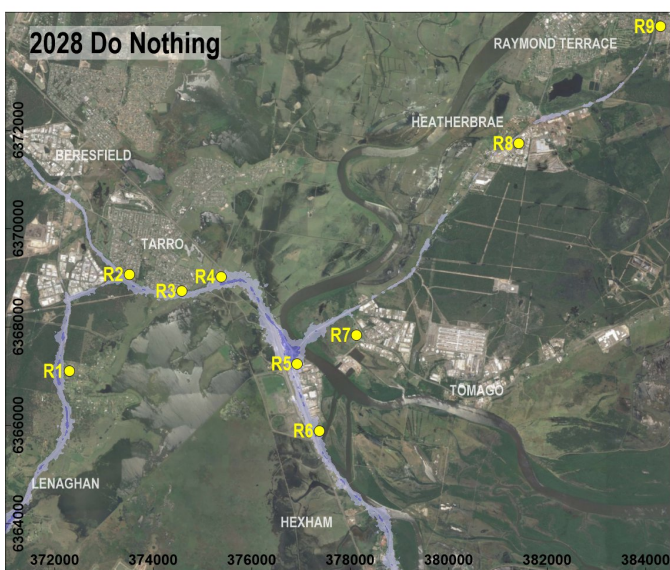 2028 Do Nothing
R9
RAYMOND TERRACE
HEATHERBRAE
R8
BERESFIELD
TARRO
R2
R4
R3
R7
R5
R1
TOMAGO
R6
LENAGHAN
HEXHAM
6372000
6370000
6368000
6366000
6364000
372000 374000 376000 378000 380000 382000 384000